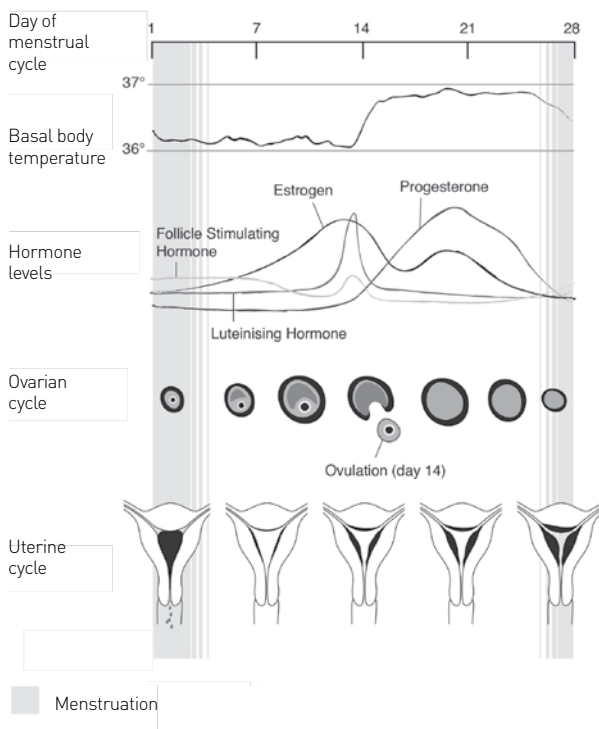 Day of
menstrual
cycle
1 7 14 21 28
37°
Basal body
temperature
36°
Estrogen
Progesterone
Follicle Stimulating
Hormone
Hormone
levels
Luteinising Hormone
Ovarian
cycle
Ovulation (day 14)
Uterine
cycle
Menstruation